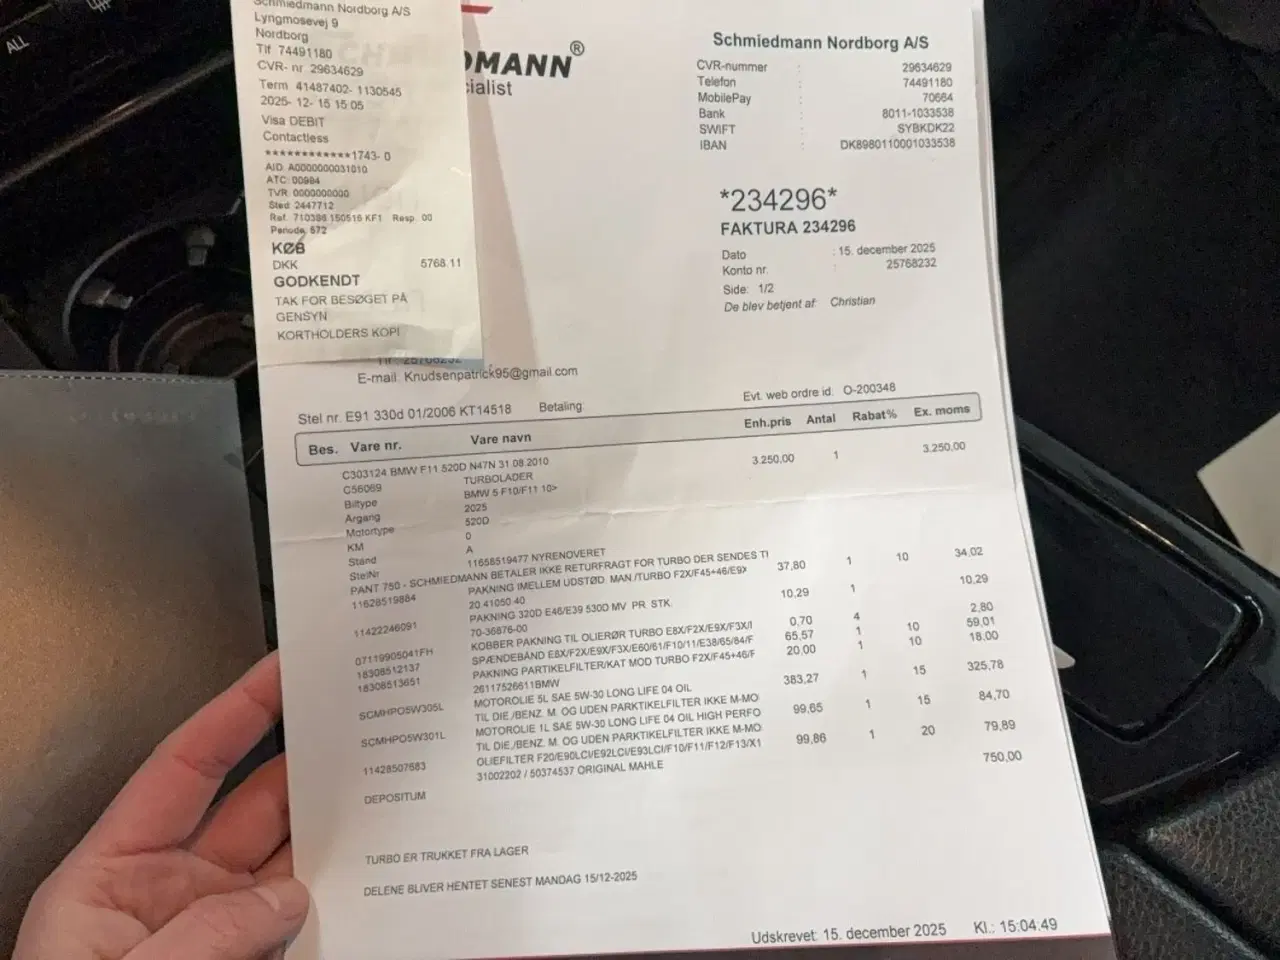 ALL
Schmiedmann Nordborg A/S
Lyngmosevej 9
Nordborg
Tlf 74491180
CVR- nr 29634629
Term 41487402- 1130545
2025- 12- 15 15:05
Visa DEBIT
Contactless
************1743- 0
AID: A0000000031010
ATC: 00984
TVR: 0000000000
Sted: 2447712
Ref. 710386 150516 KF1 Resp. 00
Periode: 672
KØB
DKK 5768.11
GODKENDT
TAK FOR BESØGET PÅ
GENSYN
KORTHOLDERS KOPI
DMANN®
cialist
Schmiedmann Nordborg A/S
CVR-nummer : 29634629
Telefon : 74491180
MobilePay : 70664
Bank : 8011-1033538
SWIFT : SYBKDK22
IBAN : DK8980110001033538
*234296*
FAKTURA 234296
Dato : 15. december 2025
Konto nr. : 25768232
Side: 1/2
De blev betjent af: Christian
Tlf.: 25768232
E-mail: Knudsenpatrick95@gmail.com
Stel nr. E91 330d 01/2006 KT14518 Betaling: Evt. web ordre id: O-200348
Bes. Vare nr. Vare navn Enh.pris Antal Rabat% Ex. moms
C303124 BMW F11 520D N47N 31.08.2010
C56069 TURBOLADER 3.250,00 1 3.250,00
Biltype BMW 5 F10/F11 10>
Årgang 2025
Motortype 520D
KM 0
Stand A
StelNr 11658519477 NYRENOVERET
PANT 750 - SCHMIEDMANN BETALER IKKE RETURFRAGT FOR TURBO DER SENDES TI
11628519884 PAKNING IMELLEM UDSTØD. MAN./TURBO F2X/F45+46/E9X 37,80 1 10 34,02
20.41050.40
11422246091 PAKNING 320D E46/E39 530D MV PR. STK. 10,29 1 10,29
70-36876-00
07119905041FH KOBBER PAKNING TIL OLIERØR TURBO E8X/F2X/E9X/F3X/I 0,70 4 2,80
18308512137 SPÆNDEBÅND E8X/F2X/E9X/F3X/E60/61/F10/11/E38/65/84/F 65,57 1 10 59,01
18308513651 PAKNING PARTIKELFILTER/KAT MOD TURBO F2X/F45+46/F 20,00 1 10 18,00
26117526611BMW
SCMHPO5W305L MOTOROLIE 5L SAE 5W-30 LONG LIFE 04 OIL 383,27 1 15 325,78
TIL DIE./BENZ. M. OG UDEN PARKTIKELFILTER IKKE M-MO
SCMHPO5W301L MOTOROLIE 1L SAE 5W-30 LONG LIFE 04 OIL HIGH PERFO 99,65 1 15 84,70
TIL DIE./BENZ. M. OG UDEN PARKTIKELFILTER IKKE M-MO
11428507683 OLIEFILTER F20/E90LCI/E92LCI/E93LCI/F10/F11/F12/F13/X1 99,86 1 20 79,89
31002202 / 50374537 ORIGINAL MAHLE
DEPOSITUM 750,00
TURBO ER TRUKKET FRA LAGER
DELENE BLIVER HENTET SENEST MANDAG 15/12-2025
Udskrevet: 15. december 2025 Kl.: 15:04:49